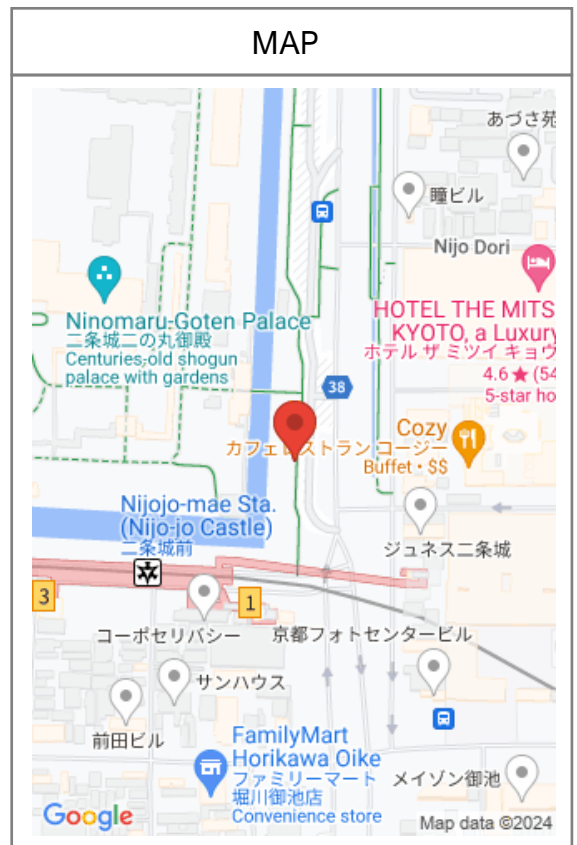 MAP
あづさ苑
瞳ビル
Nijo Dori
HOTEL THE MITS
KYOTO, a Luxury
ホテル ザ ミツイ キョウ
4.6★ (54
5-star ho
Ninomaru-Goten Palace
二条城二の丸御殿
Centuries-old shogun
palace with gardens
38
Cozy
カフェレストラン コージー
Buffet • $$
Nijojo-mae Sta.
(Nijo-jo Castle)
二条城前
ジュネス二条城
3
1
コーポセリバシー
京都フォトセンタービル
サンハウス
前田ビル
FamilyMart
Horikawa Oike
ファミリーマート
堀川御池店
Convenience store
メイゾン御池
Google
Map data ©2024